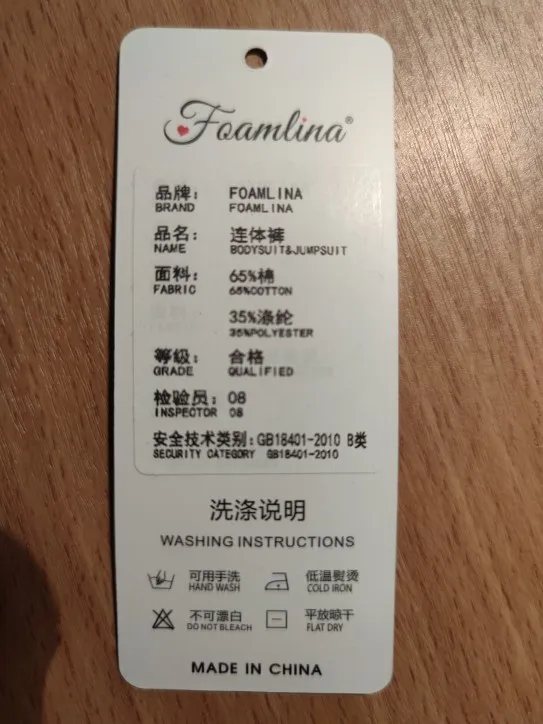 Foamlina®
品牌: FOAMLINA
BRAND FOAMLINA
品名: 连体裤
NAME BODYSUIT&JUMPSUIT
面料: 65%棉
FABRIC 65%COTTON
35%涤纶
35%POLYESTER
等级: 合格
GRADE QUALIFIED
检验员: 08
INSPECTOR 08
安全技术类别:GB18401-2010 B类
SECURITY CATEGORY GB18401-2010
洗涤说明
WASHING INSTRUCTIONS
可用手洗 低温熨烫
HAND WASH COLD IRON
不可漂白 平放晾干
DO NOT BLEACH FLAT DRY
MADE IN CHINA